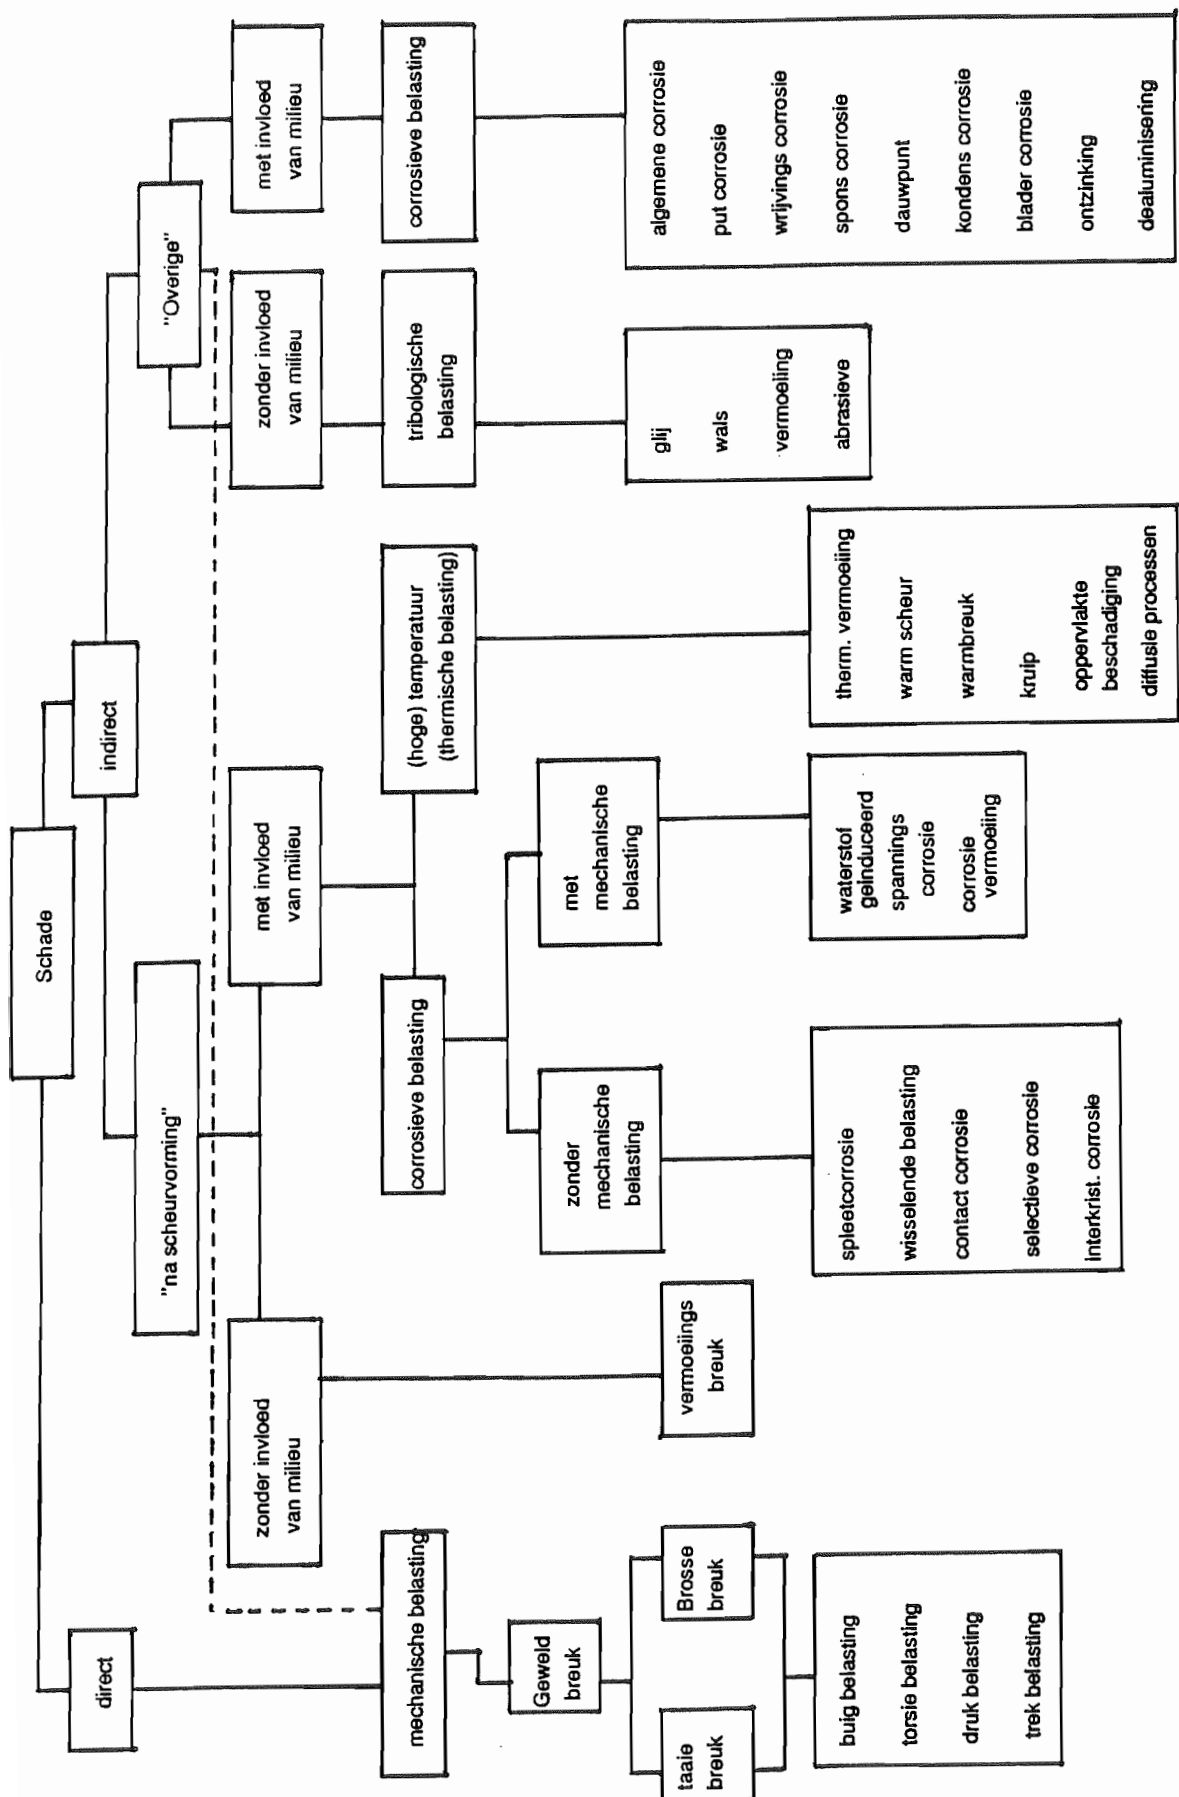 Schade
direct
indirect
"na scheurvorming"
"Overige"
zonder invloed
van milieu
met invloed
van milieu
zonder invloed
van milieu
met invloed
van milieu
mechanische belasting
corrosieve belasting
(hoge) temperatuur
(thermische belasting)
tribologische
belasting
corrosieve belasting
Geweld
breuk
zonder
mechanische
belasting
met
mechanische
belasting
taaie
breuk
Brosse
breuk
vermoeiings
breuk
buig belasting
torsie belasting
druk belasting
trek belasting
spleetcorrosie
wisselende belasting
contact corrosie
selectieve corrosie
interkrist. corrosie
waterstof
geinduceerd
spannings
corrosie
corrosie
vermoeiing
therm. vermoeiing
warm scheur
warmbreuk
kruip
oppervlakte
beschadiging
diffusie processen
glij
wals
vermoeiing
abrasieve
algemene corrosie
put corrosie
wrijvings corrosie
spons corrosie
dauwpunt
kondens corrosie
blader corrosie
ontzinking
dealuminisering